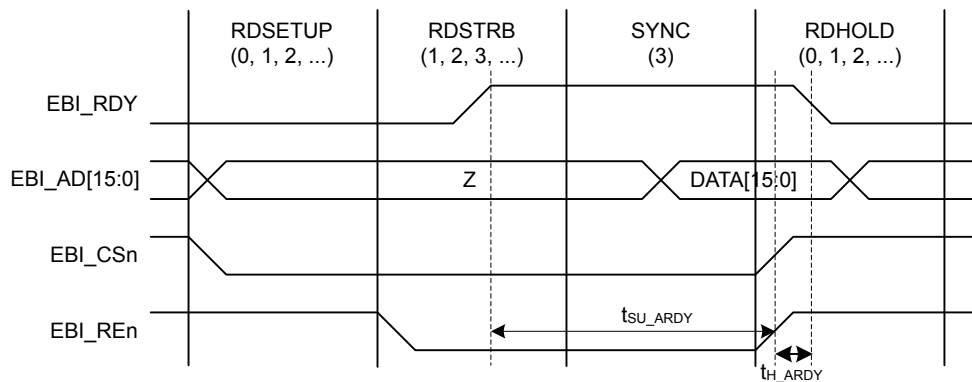 RDSETUP
(0, 1, 2, ...)
RDSTRB
(1, 2, 3, ...)
SYNC
(3)
RDHOLD
(0, 1, 2, ...)
EBI_RDY
EBI_AD[15:0]
Z
DATA[15:0]
EBI_CSn
EBI_REn
tSU_ARDY
tH_ARDY